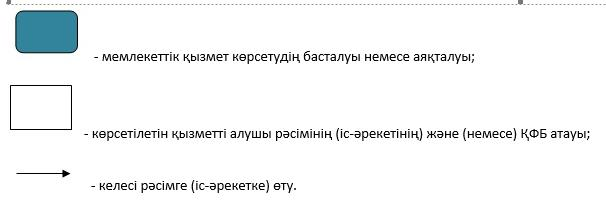 - мемлекеттік қызмет көрсетудің басталуы немесе аяқталуы;
- көрсетілетін қызметті алушы рәсімінің (іс-әрекетінің) және (немесе) ҚФБ атауы;
- келесі рәсімге (іс-әрекетке) өту.